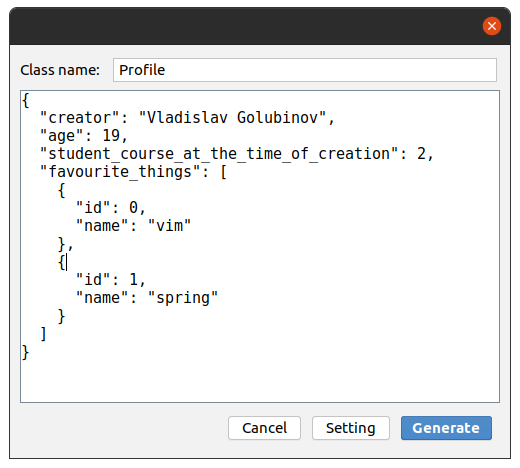 Class name: Profile
{
  "creator": "Vladislav Golubinov",
  "age": 19,
  "student_course_at_the_time_of_creation": 2,
  "favourite_things": [
    {
      "id": 0,
      "name": "vim"
    },
    {
      "id": 1,
      "name": "spring"
    }
  ]
}
Cancel Setting Generate